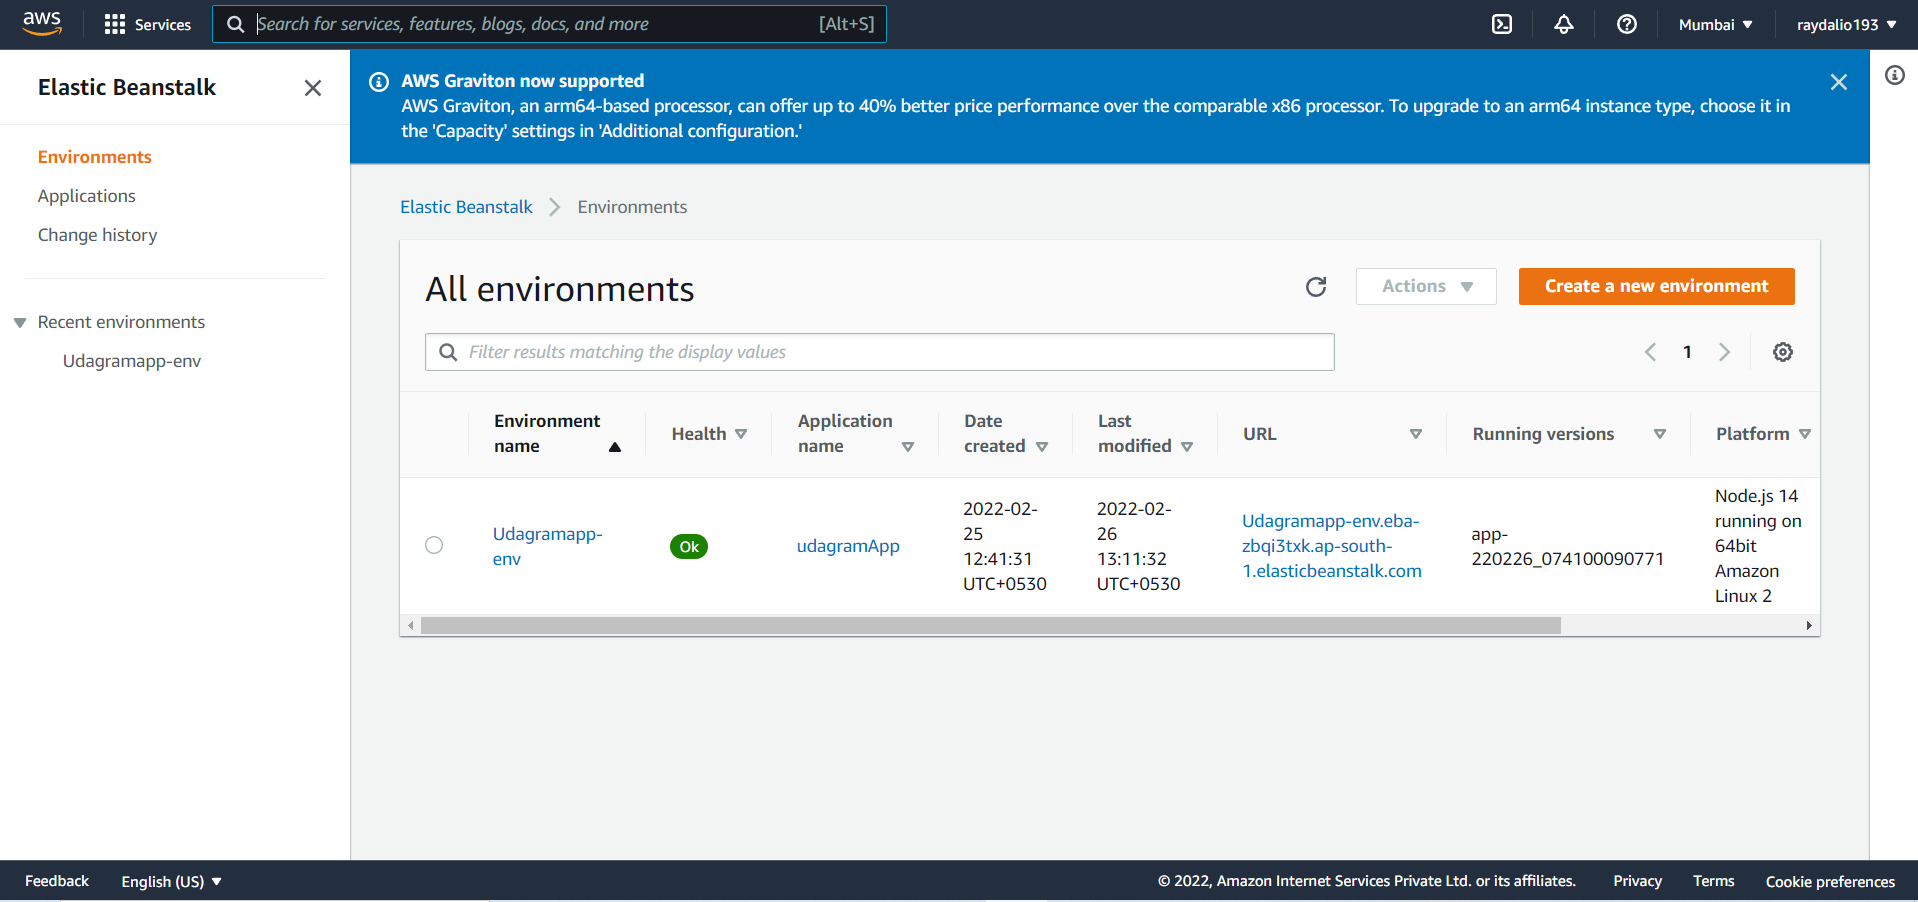 aws
Services
Search for services, features, blogs, docs, and more [Alt+S]
Mumbai
raydalio193
Elastic Beanstalk
Environments
Applications
Change history
Recent environments
Udagramapp-env
AWS Graviton now supported
AWS Graviton, an arm64-based processor, can offer up to 40% better price performance over the comparable x86 processor. To upgrade to an arm64 instance type, choose it in
the 'Capacity' settings in 'Additional configuration.'
Elastic Beanstalk
Environments
All environments
Actions
Create a new environment
Filter results matching the display values
1
Environment
name
Health
Application
name
Date
created
Last
modified
URL
Running versions
Platform
Udagramapp-
env
Ok
udagramApp
2022-02-
25
12:41:31
UTC+0530
2022-02-
26
13:11:32
UTC+0530
Udagramapp-env.eba-
zbqi3txk.ap-south-
1.elasticbeanstalk.com
app-
220226_074100090771
Node.js 14
running on
64bit
Amazon
Linux 2
Feedback
English (US)
© 2022, Amazon Internet Services Private Ltd. or its affiliates.
Privacy
Terms
Cookie preferences